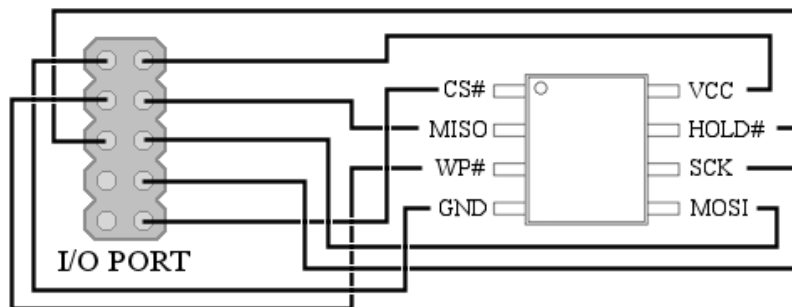 CS#
MISO
WP#
GND
VCC
HOLD#
SCK
MOSI
I/O PORT